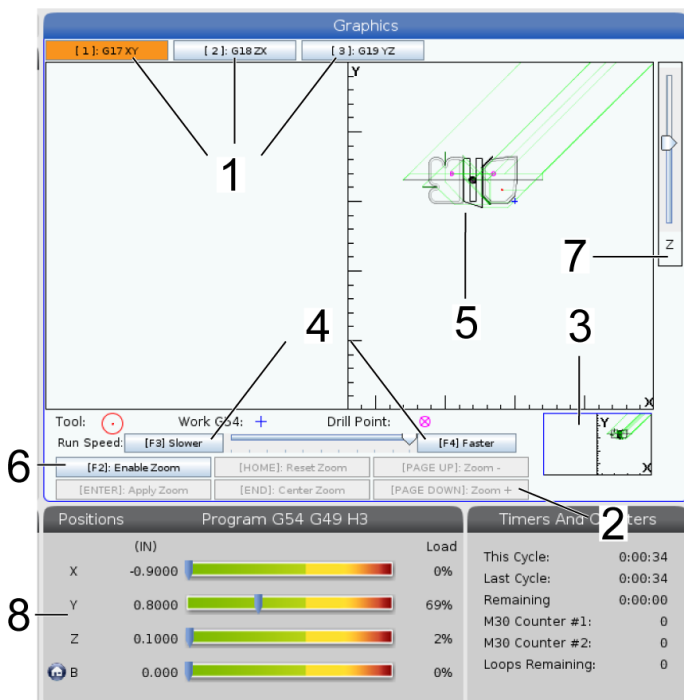 Graphics
[ 1 ]: G17 XY [ 2 ]: G18 ZX [ 3 ]: G19 YZ
Y
1
Z
7
5
4
3
X
Tool: Work G54: Drill Point:
Run Speed: [F3] Slower [F4] Faster
X
6
[F2]: Enable Zoom [HOME]: Reset Zoom [PAGE UP]: Zoom -
[ENTER]: Apply Zoom [END]: Center Zoom [PAGE DOWN]: Zoom +
2
Positions Program G54 G49 H3 Timers And Counters
(IN) Load
X -0.9000 0%
Y 0.8000 69%
Z 0.1000 2%
B 0.000 0%
8
This Cycle: 0:00:34
Last Cycle: 0:00:34
Remaining 0:00:00
M30 Counter #1: 0
M30 Counter #2: 0
Loops Remaining: 0